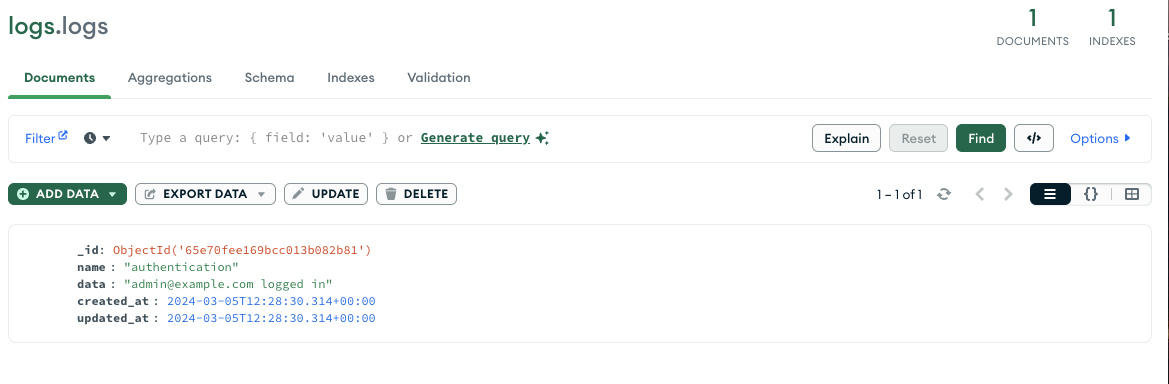 logs.logs
1 1
DOCUMENTS INDEXES
Documents Aggregations Schema Indexes Validation
Filter Type a query: { field: 'value' } or Generate query Explain Reset Find </> Options
ADD DATA EXPORT DATA UPDATE DELETE 1 – 1 of 1 {}
_id: ObjectId('65e70fee169bcc013b082b81')
name : "authentication"
data : "admin@example.com logged in"
created_at : 2024-03-05T12:28:30.314+00:00
updated_at : 2024-03-05T12:28:30.314+00:00